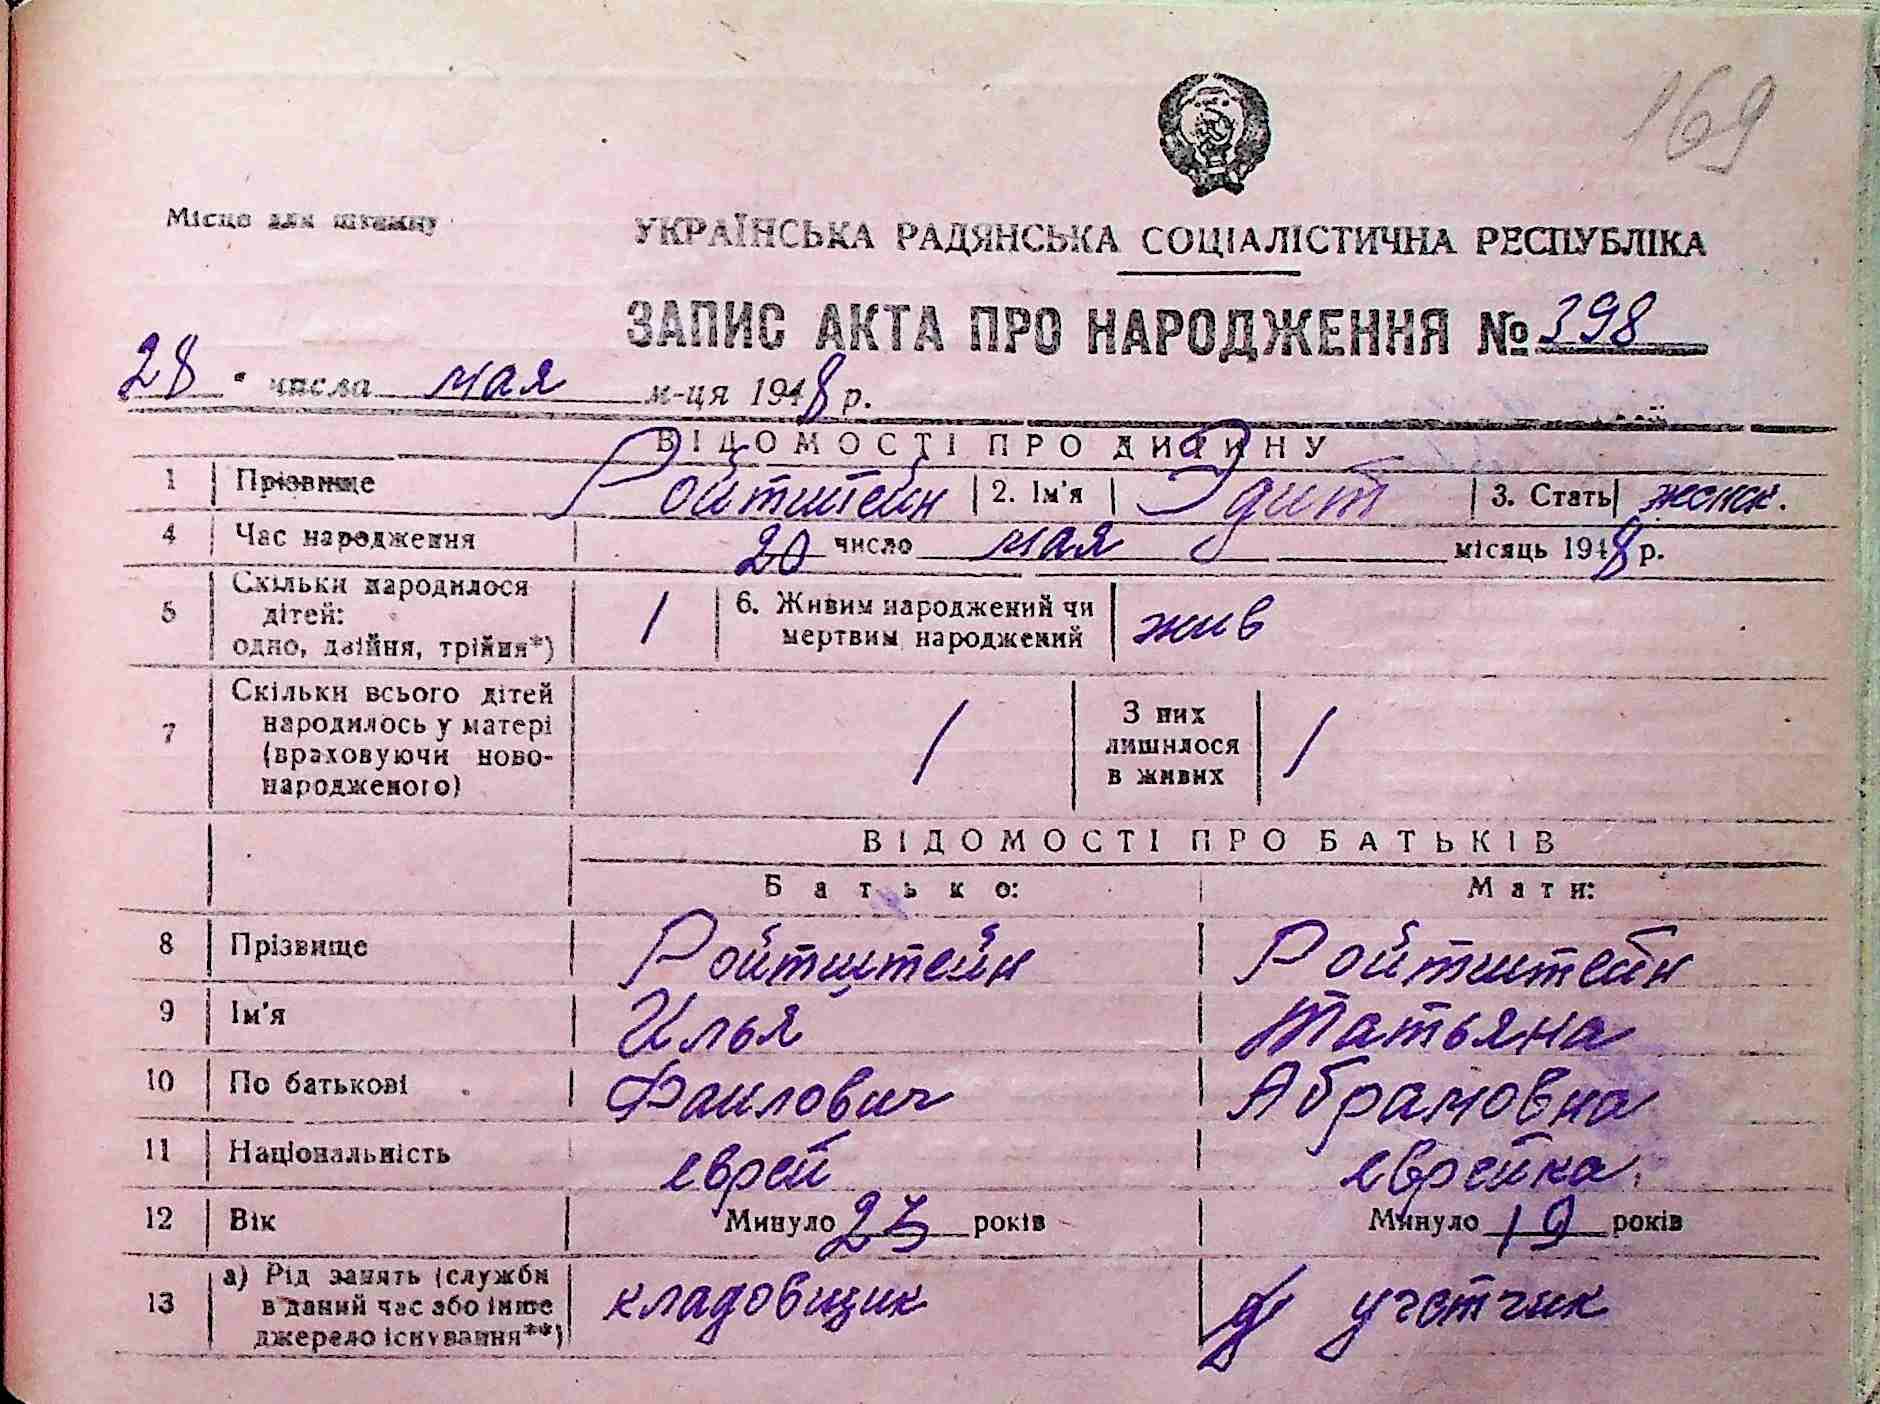 169
Місце для штампу
УКРАЇНСЬКА РАДЯНСЬКА СОЦІАЛІСТИЧНА РЕСПУБЛІКА
ЗАПИС АКТА ПРО НАРОДЖЕННЯ № 398
28 числа мая м-ця 1948 р.
ВІДОМОСТІ ПРО ДИТИНУ
1 Прізвище Ройтштейн 2. Ім'я Эдит 3. Стать женск.
4 Час народження 20 число мая місяць 1948 р.
5 Скільки народилося дітей: одно, двійня, трійня*) 1 6. Живим народжений чи мертвим народжений жив
7 Скільки всього дітей народилось у матері (враховуючи ново-народженого) 1 З них лишилося в живих 1
ВІДОМОСТІ ПРО БАТЬКІВ
Батько: Мати:
8 Прізвище Ройтштейн Ройтштейн
9 Ім'я Илья Татьяна
10 По батькові Фаилович Абрамовна
11 Національність еврей еврейка
12 Вік Минуло 23 років Минуло 19 років
13 а) Рід занять (служби в даний час або інше джерело існування**) кладовщик учетчик